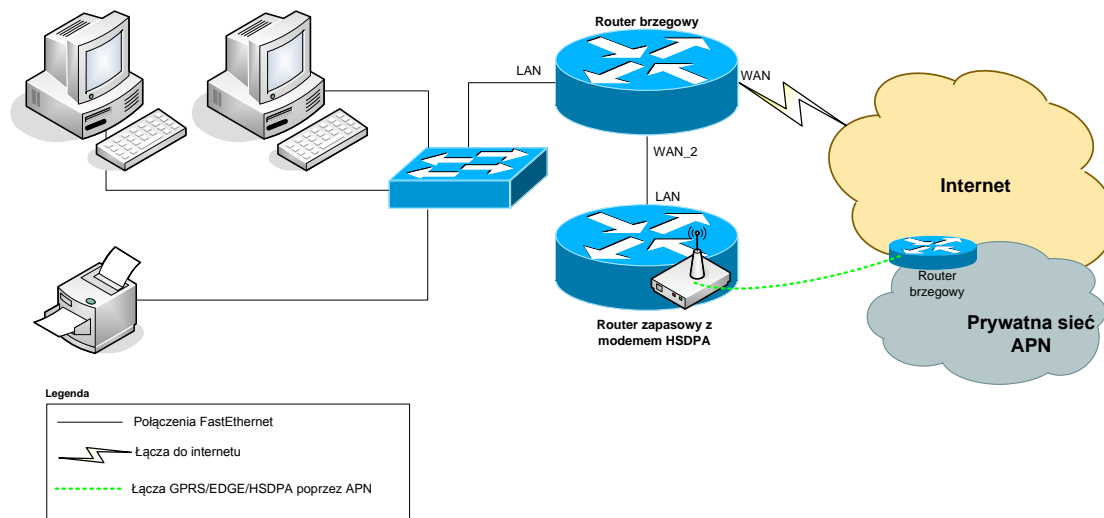 Router brzegowy
LAN
WAN
WAN_2
LAN
Internet
Router
brzegowy
Prywatna sieć
APN
Router zapasowy z
modemem HSDPA
Legenda
Połączenia FastEthernet
Łącza do internetu
Łącza GPRS/EDGE/HSDPA poprzez APN